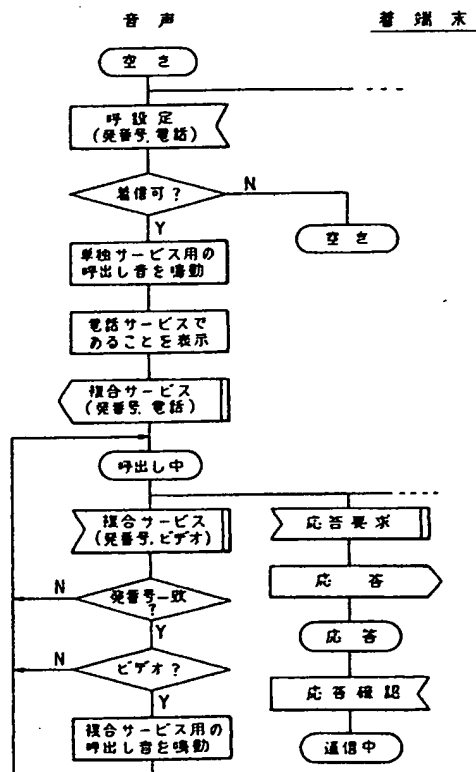 音声
着端末
空き
呼設定
(発番号,電話)
着信可?
N
Y
空き
単独サービス用の
呼出し音を鳴動
電話サービスで
あることを表示
複合サービス
(発番号,電話)
呼出し中
複合サービス
(発番号,ビデオ)
応答要求
発番号一致
?
N
Y
応答
応答
ビデオ?
N
Y
応答確認
複合サービス用の
呼出し音を鳴動
通信中